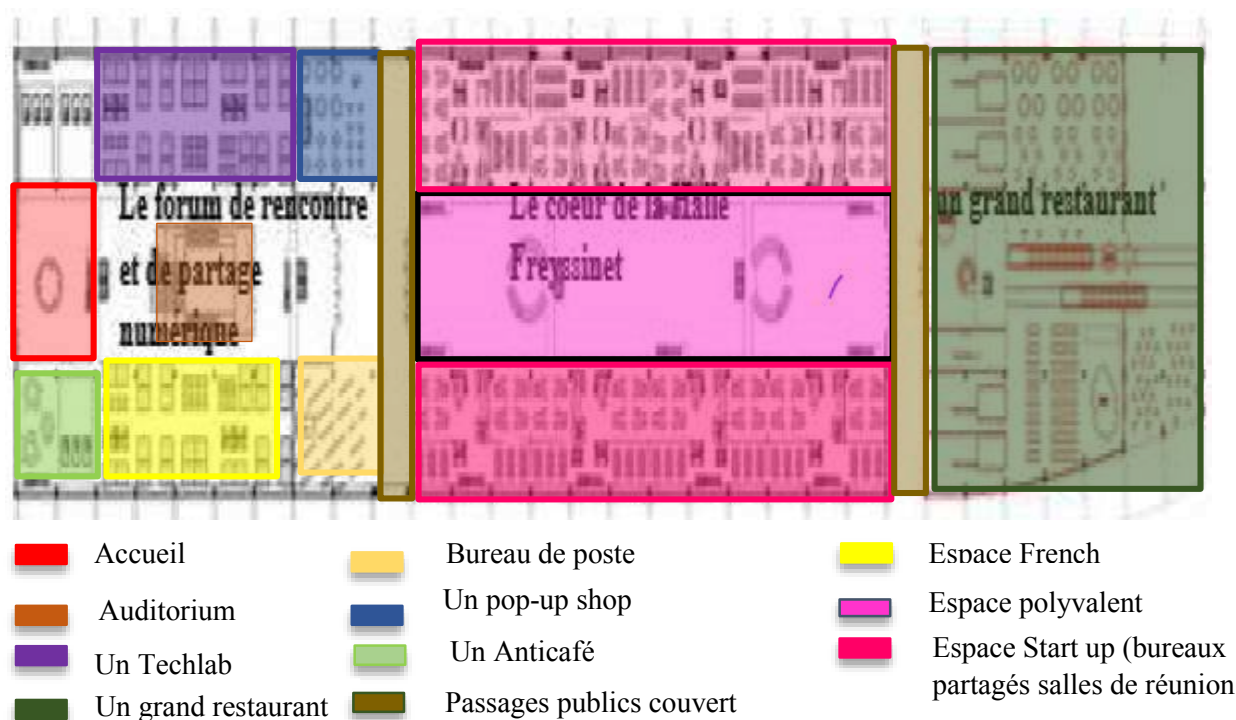 Le forum de rencontre
et de partage
numérique
Le coeur de la Halle
Freyssinet
un grand restaurant
Accueil
Auditorium
Un Techlab
Un grand restaurant
Bureau de poste
Un pop-up shop
Un Anticafé
Passages publics couvert
Espace French
Espace polyvalent
Espace Start up (bureaux
partagés salles de réunion